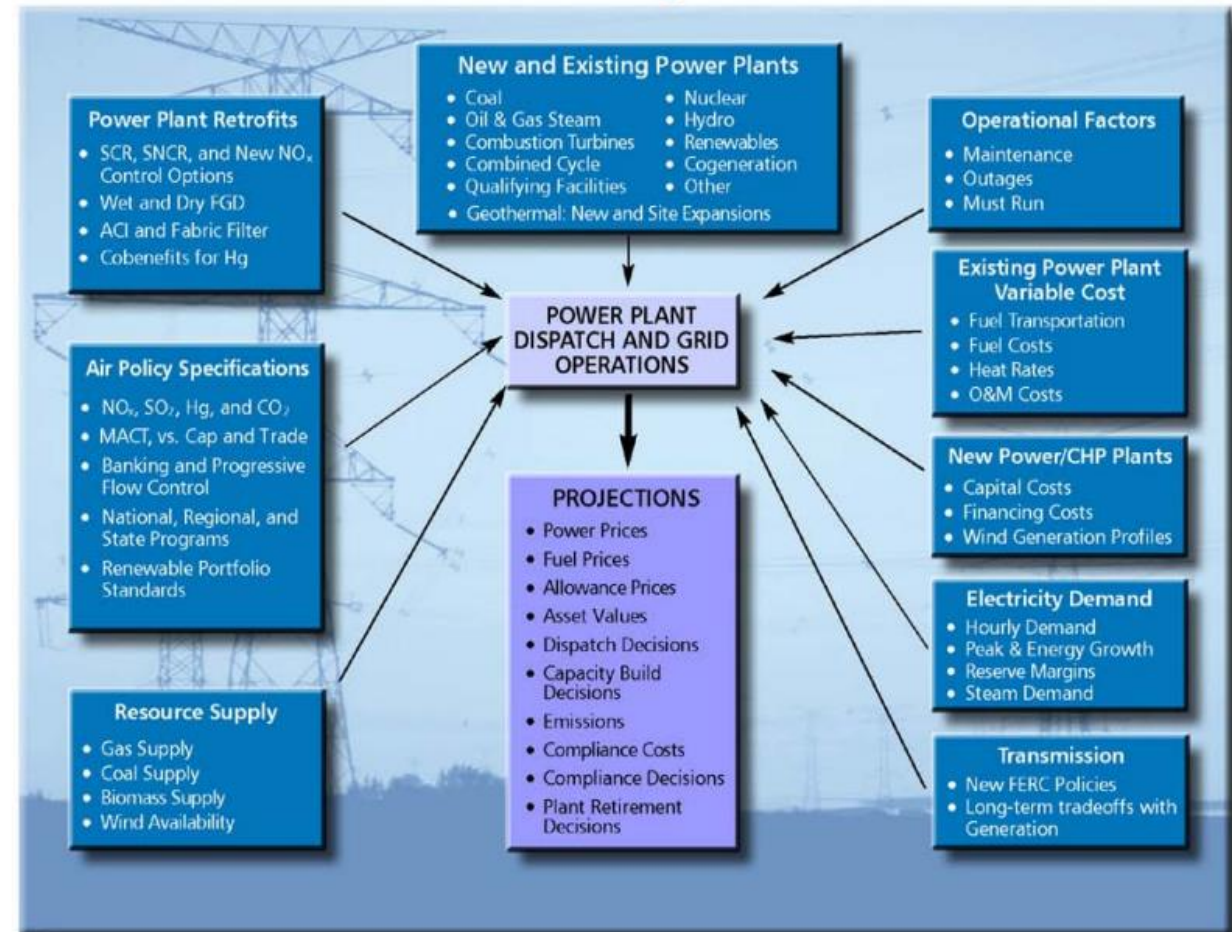 New and Existing Power Plants
• Coal
• Oil & Gas Steam
• Combustion Turbines
• Combined Cycle
• Qualifying Facilities
• Nuclear
• Hydro
• Renewables
• Cogeneration
• Other
• Geothermal: New and Site Expansions
Power Plant Retrofits
• SCR, SNCR, and New NOₓ
Control Options
• Wet and Dry FGD
• ACI and Fabric Filter
• Cobenefits for Hg
Air Policy Specifications
• NOₓ, SO₂, Hg, and CO₂
• MACT, vs. Cap and Trade
• Banking and Progressive
Flow Control
• National, Regional, and
State Programs
• Renewable Portfolio
Standards
Resource Supply
• Gas Supply
• Coal Supply
• Biomass Supply
• Wind Availability
POWER PLANT
DISPATCH AND GRID
OPERATIONS
PROJECTIONS
• Power Prices
• Fuel Prices
• Allowance Prices
• Asset Values
• Dispatch Decisions
• Capacity Build
Decisions
• Emissions
• Compliance Costs
• Compliance Decisions
• Plant Retirement
Decisions
Operational Factors
• Maintenance
• Outages
• Must Run
Existing Power Plant
Variable Cost
• Fuel Transportation
• Fuel Costs
• Heat Rates
• O&M Costs
New Power/CHP Plants
• Capital Costs
• Financing Costs
• Wind Generation Profiles
Electricity Demand
• Hourly Demand
• Peak & Energy Growth
• Reserve Margins
• Steam Demand
Transmission
• New FERC Policies
• Long-term tradeoffs with
Generation